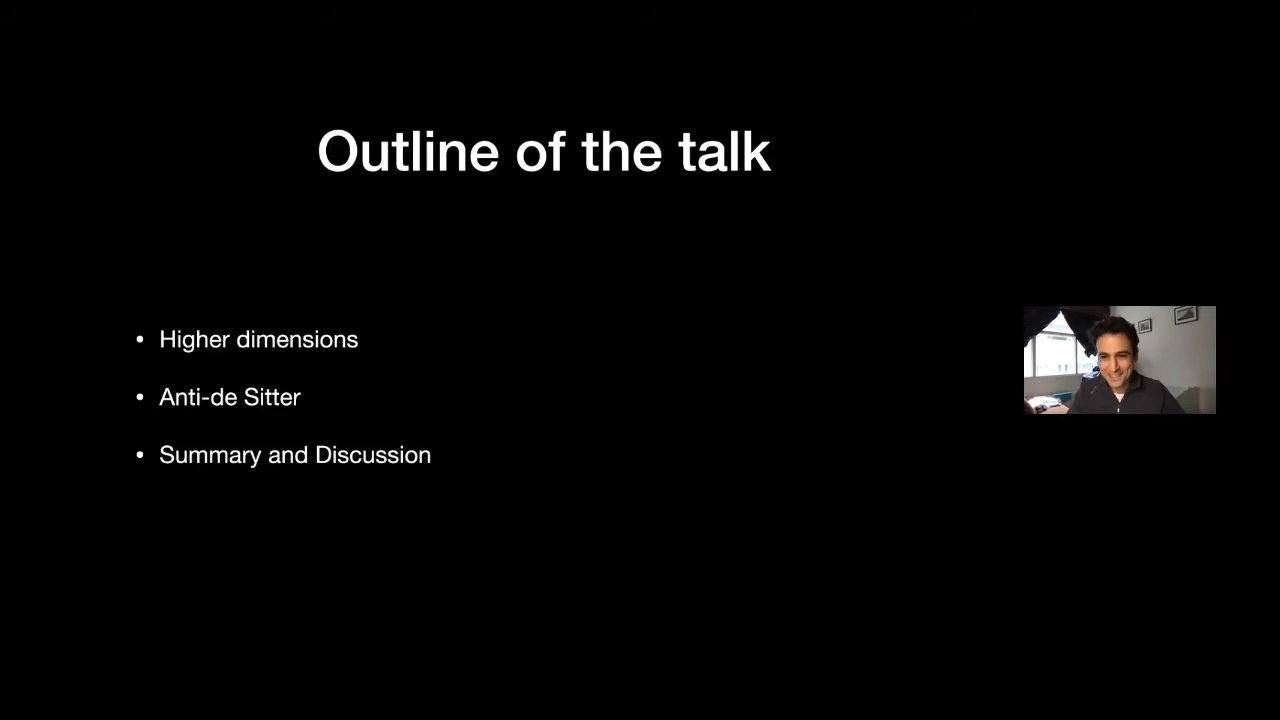 Outline of the talk
• Higher dimensions
• Anti-de Sitter
• Summary and Discussion